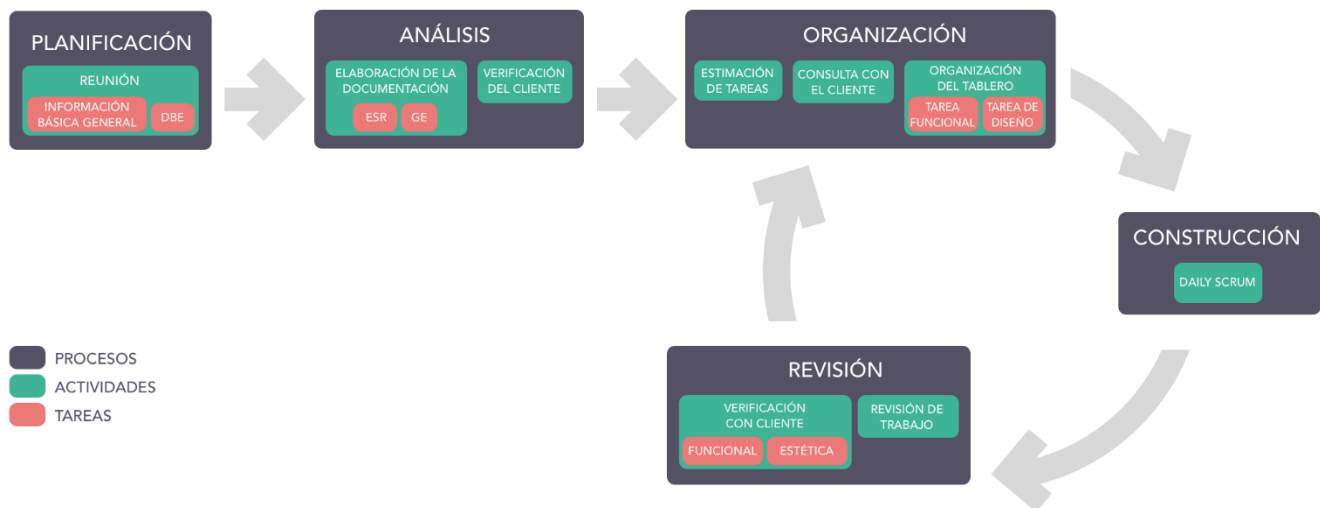 PLANIFICACIÓN
REUNIÓN
INFORMACIÓN
BÁSICA GENERAL
DBE
ANÁLISIS
ELABORACIÓN DE LA
DOCUMENTACIÓN
ESR
GE
VERIFICACIÓN
DEL CLIENTE
ORGANIZACIÓN
ESTIMACIÓN
DE TAREAS
CONSULTA CON
EL CLIENTE
ORGANIZACIÓN
DEL TABLERO
TAREA
FUNCIONAL
TAREA DE
DISEÑO
CONSTRUCCIÓN
DAILY SCRUM
REVISIÓN
VERIFICACIÓN
CON CLIENTE
FUNCIONAL
ESTÉTICA
REVISIÓN DE
TRABAJO
PROCESOS
ACTIVIDADES
TAREAS